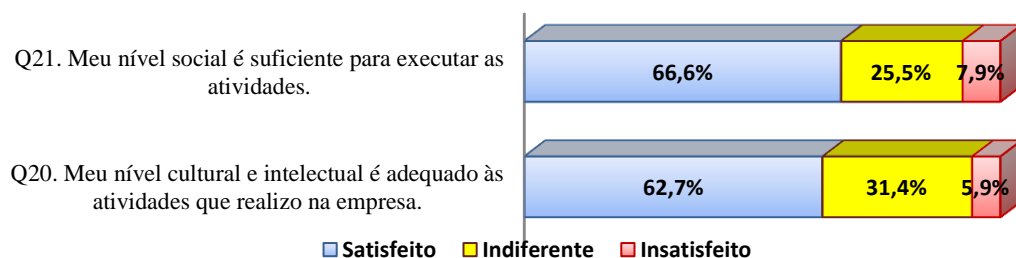 Q21. Meu nível social é suficiente para executar as
atividades.
66,6% 25,5% 7,9%
Q20. Meu nível cultural e intelectual é adequado às
atividades que realizo na empresa.
62,7% 31,4% 5,9%
Satisfeito Indiferente Insatisfeito